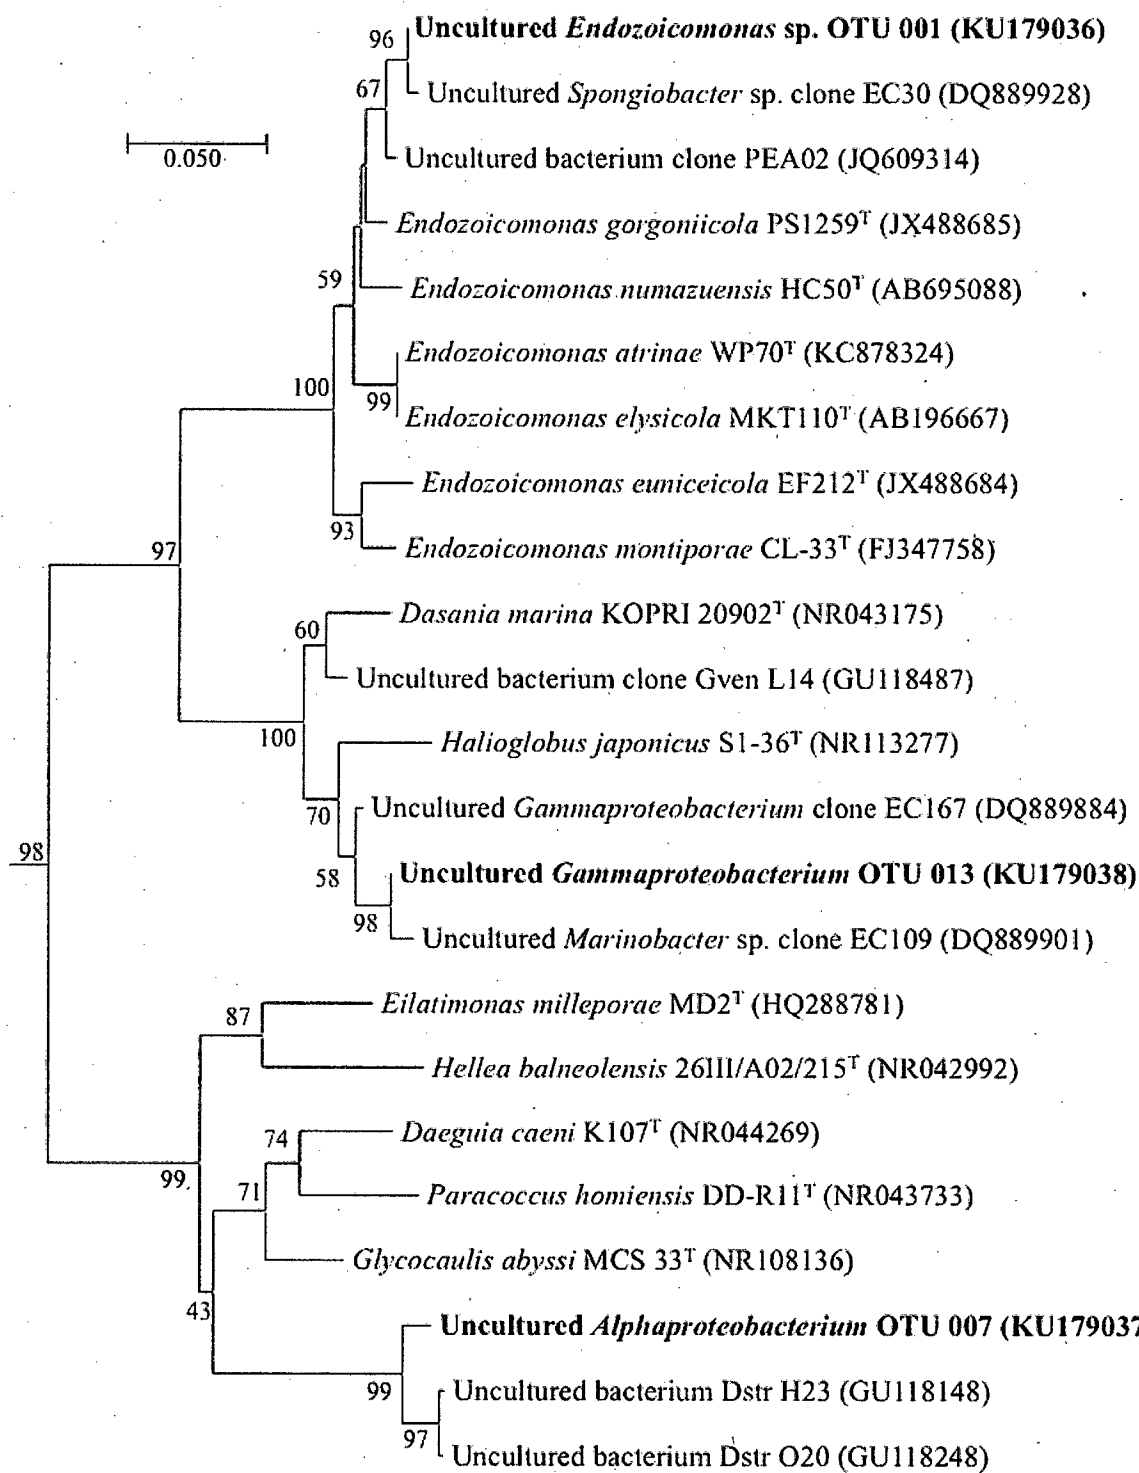 96
Uncultured Endozoicomonas sp. OTU 001 (KU179036)
67
Uncultured Spongiobacter sp. clone EC30 (DQ889928)
0.050
Uncultured bacterium clone PEA02 (JQ609314)
Endozoicomonas gorgoniicola PS1259ᵀ (JX488685)
59
Endozoicomonas numazuensis HC50ᵀ (AB695088)
Endozoicomonas atrinae WP70ᵀ (KC878324)
100
99
Endozoicomonas elysicola MKT110ᵀ (AB196667)
Endozoicomonas euniceicola EF212ᵀ (JX488684)
93
Endozoicomonas montiporae CL-33ᵀ (FJ347758)
97
Dasania marina KOPRI 20902ᵀ (NR043175)
60
Uncultured bacterium clone Gven L14 (GU118487)
100
Halioglobus japonicus S1-36ᵀ (NR113277)
70
Uncultured Gammaproteobacterium clone EC167 (DQ889884)
98
58
Uncultured Gammaproteobacterium OTU 013 (KU179038)
98
Uncultured Marinobacter sp. clone EC109 (DQ889901)
87
Eilatimonas milleporae MD2ᵀ (HQ288781)
Hellea balneolensis 26III/A02/215ᵀ (NR042992)
74
Daeguia caeni K107ᵀ (NR044269)
99
71
Paracoccus homiensis DD-R11ᵀ (NR043733)
Glycocaulis abyssi MCS 33ᵀ (NR108136)
43
Uncultured Alphaproteobacterium OTU 007 (KU179037
99
Uncultured bacterium Dstr H23 (GU118148)
97
Uncultured bacterium Dstr O20 (GU118248)